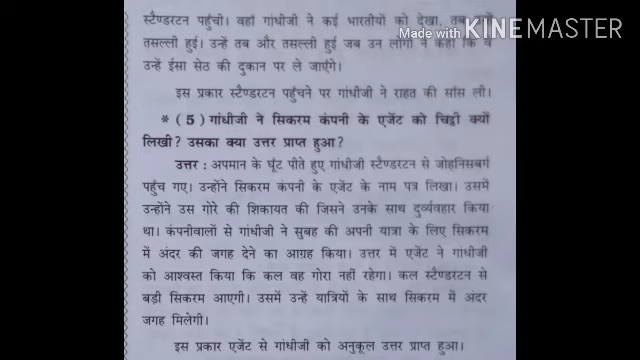 स्टैण्डरटन पहुँची। वहाँ गांधीजी ने कई भारतीयों को देखा, तब
Made with KINEMASTER
तसल्ली हुई। उन्हें तब और तसल्ली हुई जब उन लोगों ने कहा कि वे
उन्हें ईसा सेठ की दुकान पर ले जाएँगे।
इस प्रकार स्टैण्डरटन पहुँचने पर गांधीजी ने राहत की साँस ली।
* ( 5 ) गांधीजी ने सिकरम कंपनी के एजेंट को चिट्ठी क्यों
लिखी? उसका क्या उत्तर प्राप्त हुआ?
उत्तर : अपमान के घूंट पीते हुए गांधीजी स्टैण्डरटन से जोहनिसबर्ग
पहुँच गए। उन्होंने सिकरम कंपनी के एजेंट के नाम पत्र लिखा। उसमें
उन्होंने उस गोरे की शिकायत की जिसने उनके साथ दुर्व्यवहार किया
था। कंपनीवालों से गांधीजी ने सुबह की अपनी यात्रा के लिए सिकरम
में अंदर की जगह देने का आग्रह किया। उत्तर में एजेंट ने गांधीजी
को आश्वस्त किया कि कल वह गोरा नहीं रहेगा। कल स्टैण्डरटन से
बड़ी सिकरम आएगी। उसमें उन्हें यात्रियों के साथ सिकरम में अंदर
जगह मिलेगी।
इस प्रकार एजेंट से गांधीजी को अनुकूल उत्तर प्राप्त हुआ।